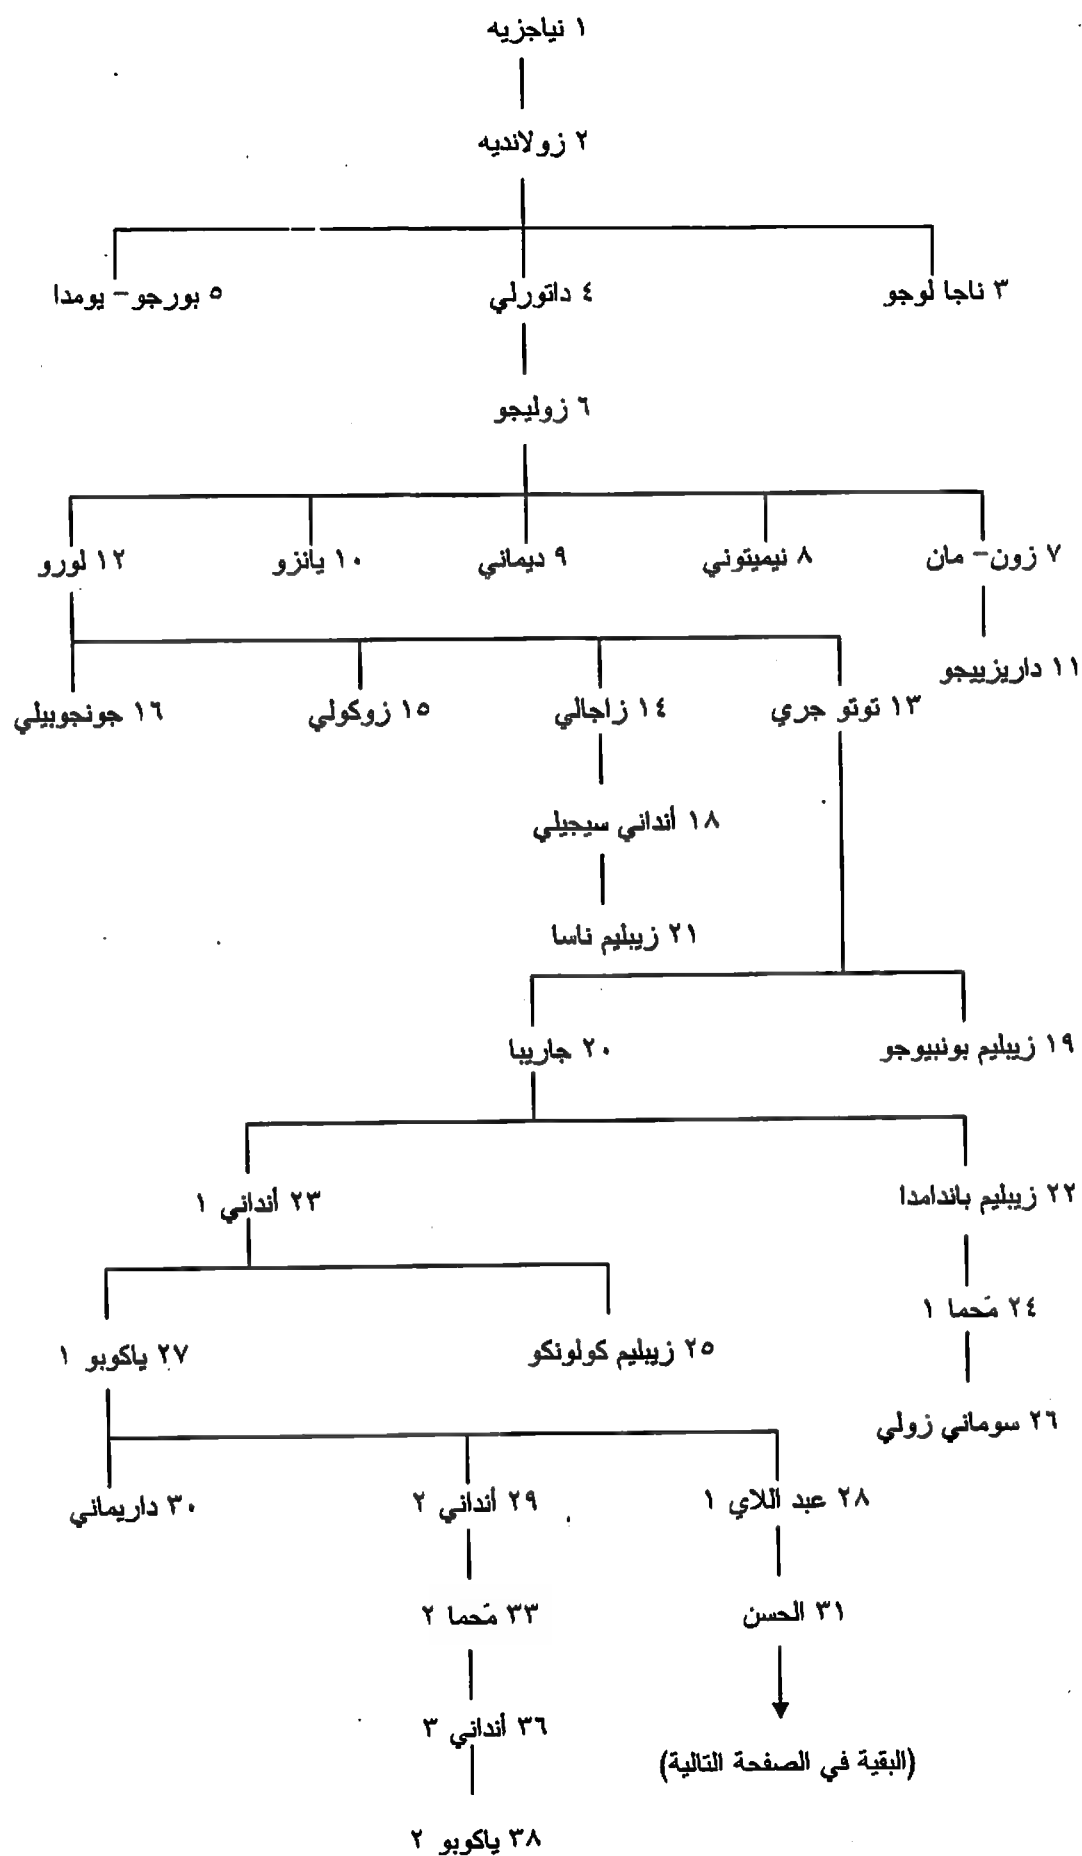 ١ نياجزيه
٢ زولانديه
٣ ناجا لوجو
٤ داتورلي
٥ بورجو- يومدا
٦ زوليجو
٧ زون- مان
٨ نيميتوني
٩ ديماني
١٠ يانزو
١٢ لورو
١١ داريزييجو
١٣ توتو جري
١٤ زاجالي
١٥ زوكولي
١٦ جونجوبيلي
١٨ أنداني سيجيلي
٢١ زيبليم ناسا
١٩ زيبليم بونبيوجو
٢٠ جاريبا
٢٢ زيبليم باندامدا
٢٣ أنداني ١
٢٤ مَحما ١
٢٥ زيبليم كولونكو
٢٧ ياكوبو ١
٢٦ سوماني زولي
٢٨ عبد اللاي ١
٢٩ أنداني ٢
٣٠ داريماني
٣١ الحسن
٣٣ مَحما ٢
٣٦ أنداني ٣
(البقية في الصفحة التالية)
٣٨ ياكوبو ٢